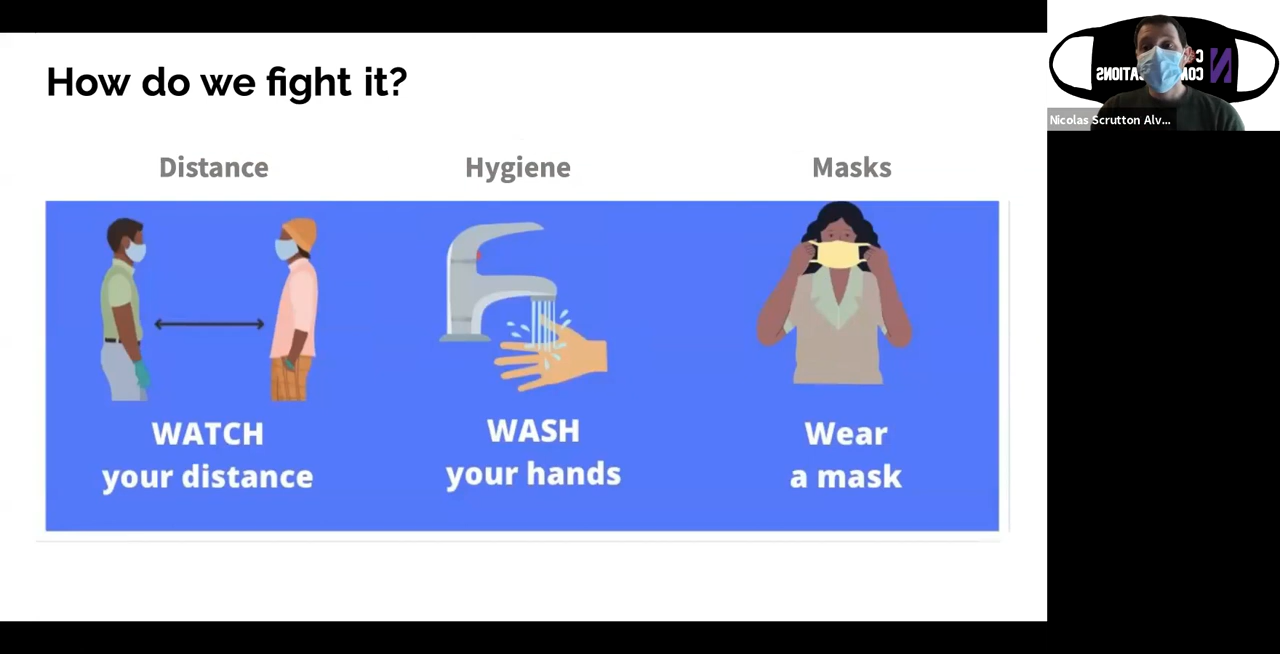 How do we fight it?
Distance
Hygiene
Masks
WATCH
your distance
WASH
your hands
Wear
a mask
Nicolas Scrutton Alv...